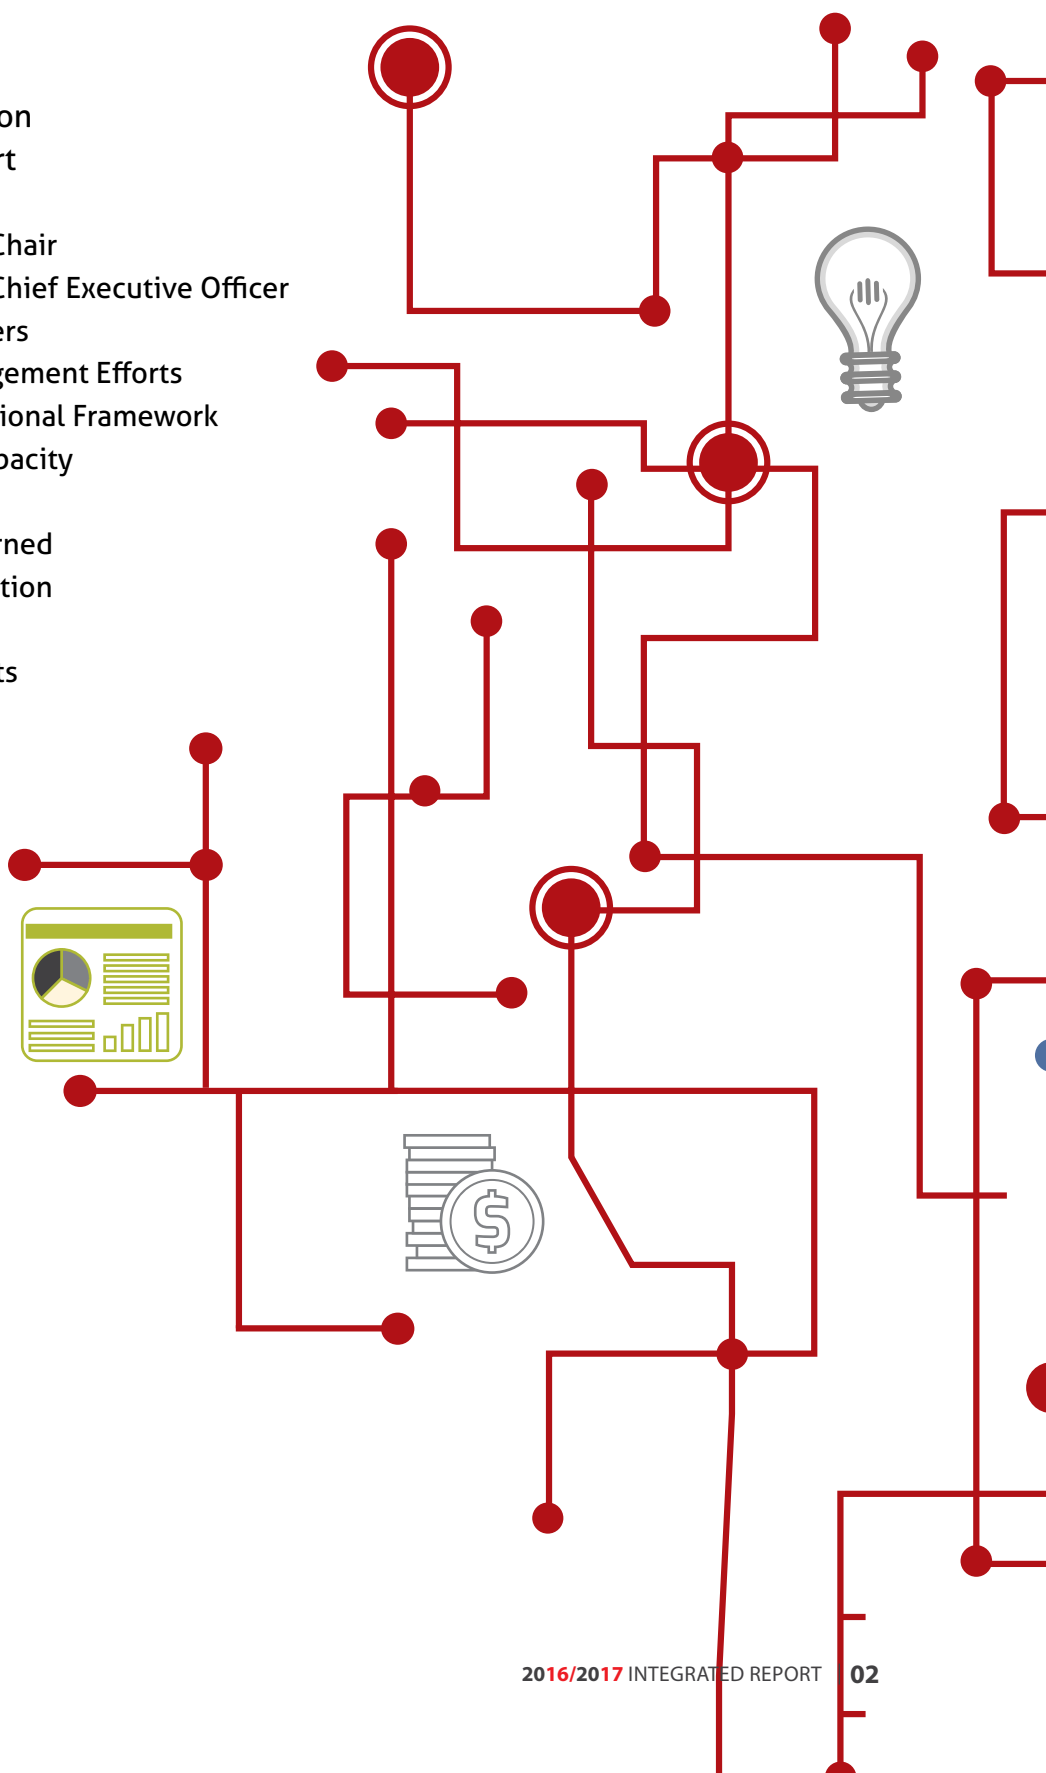 on
rt
Chair
Chief Executive Officer
ers
gement Efforts
ional Framework
pacity
rned
tion
ts
$
2016/2017 INTEGRATED REPORT 02